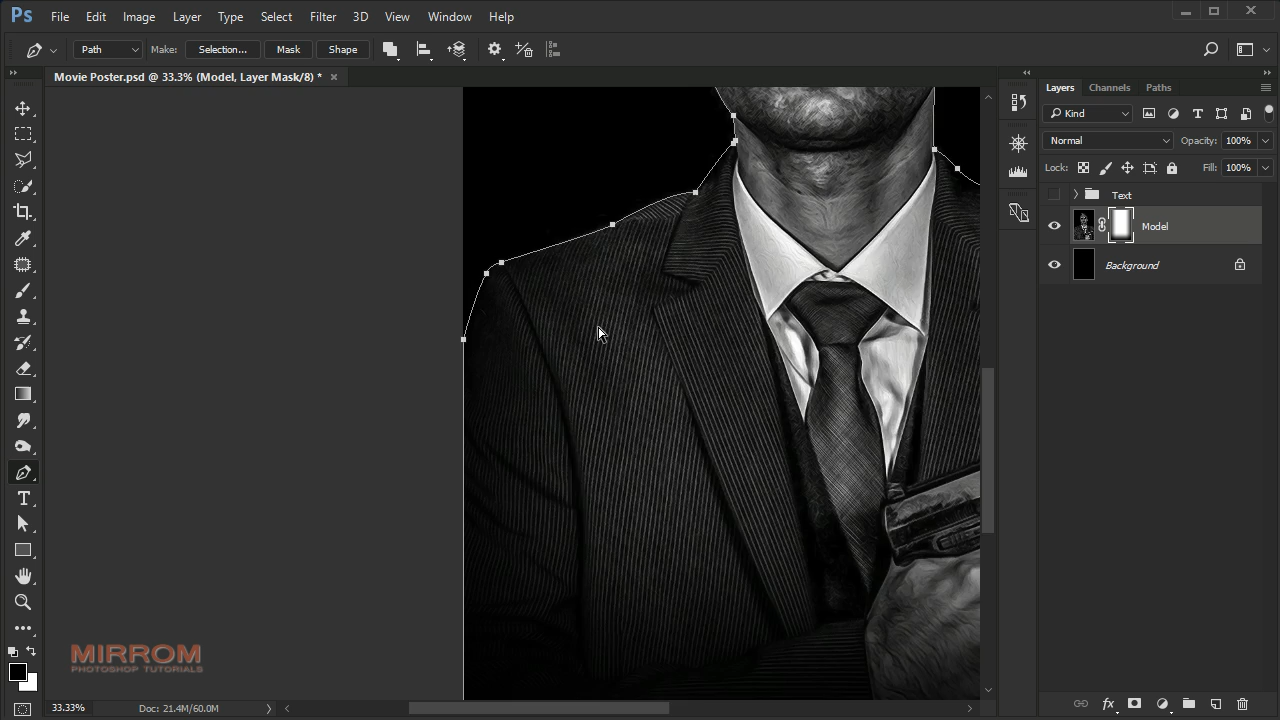 Ps File Edit Image Layer Type Select Filter 3D View Window Help
Path Make: Selection... Mask Shape
Movie Poster.psd @ 33.3% (Model, Layer Mask/8) * ×
Layers Channels Paths
Kind
Normal Opacity: 100%
Lock: Fill: 100%
Text
Model
Background
MIRROM
PHOTOSHOP TUTORIALS
33.33% Doc: 21.4M/60.0M